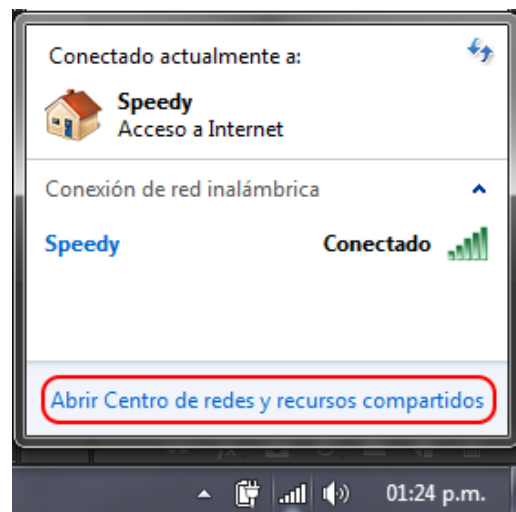 Conectado actualmente a:
Speedy
Acceso a Internet
Conexión de red inalámbrica
Speedy Conectado
Abrir Centro de redes y recursos compartidos
01:24 p.m.